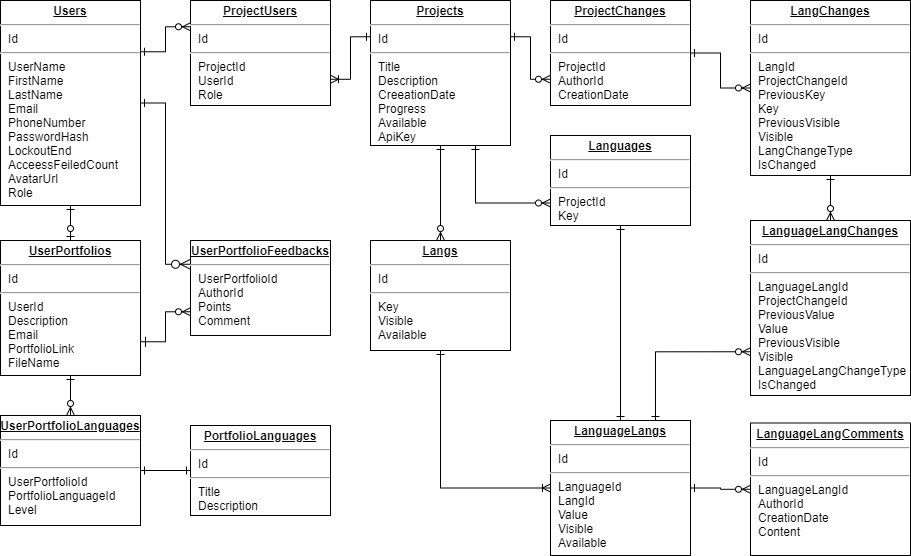 Users
Id
UserName
FirstName
LastName
Email
PhoneNumber
PasswordHash
LockoutEnd
AcceessFeiledCount
AvatarUrl
Role
ProjectUsers
Id
ProjectId
UserId
Role
Projects
Id
Title
Description
CreeationDate
Progress
Available
ApiKey
ProjectChanges
Id
ProjectId
AuthorId
CreationDate
LangChanges
Id
LangId
ProjectChangeId
PreviousKey
Key
PreviousVisible
Visible
LangChangeType
IsChanged
Languages
Id
ProjectId
Key
UserPortfolios
Id
UserId
Description
Email
PortfolioLink
FileName
UserPortfolioFeedbacks
UserPortfolioId
AuthorId
Points
Comment
Langs
Id
Key
Visible
Available
LanguageLangChanges
Id
LanguageLangId
ProjectChangeId
PreviousValue
Value
PreviousVisible
Visible
LanguageLangChangeType
IsChanged
UserPortfolioLanguages
Id
UserPortfolioId
PortfolioLanguageId
Level
PortfolioLanguages
Id
Title
Description
LanguageLangs
Id
LanguageId
LangId
Value
Visible
Available
LanguageLangComments
Id
LanguageLangId
AuthorId
CreationDate
Content